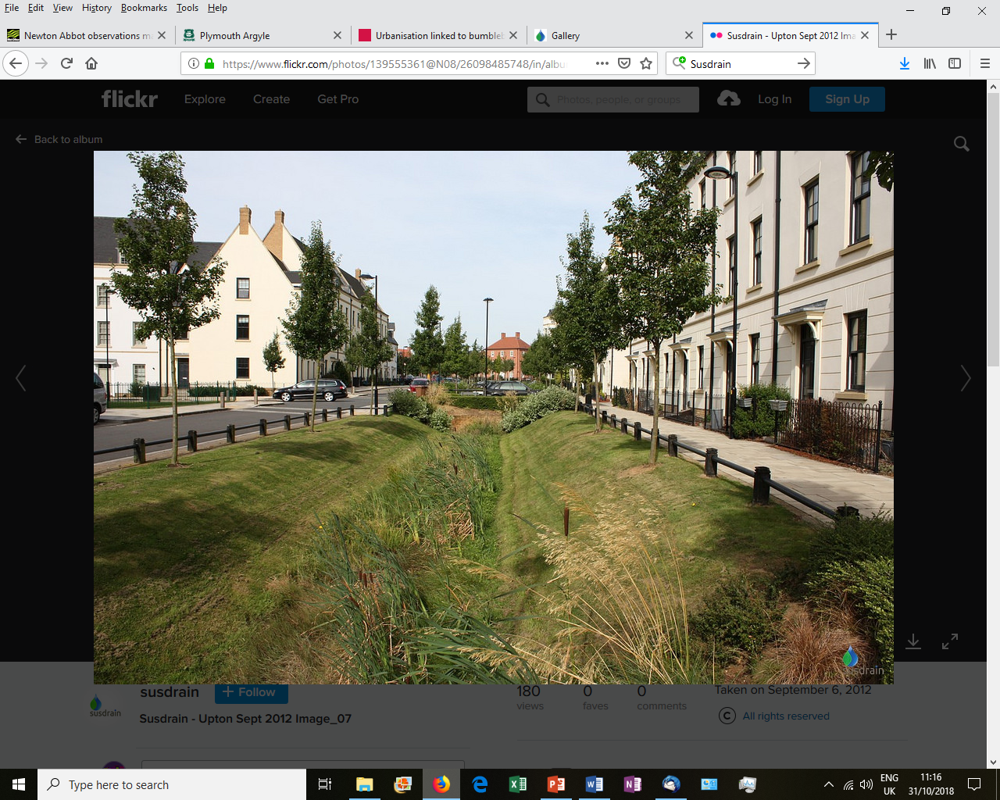 File Edit View History Bookmarks Tools Help
Newton Abbot observations m
Plymouth Argyle
Urbanisation linked to bumble
Gallery
Susdrain - Upton Sept 2012 Ima
https://www.flickr.com/photos/139555361@N08/26098485748/in/albu
Susdrain
flickr Explore Create Get Pro
Photos, people, or groups
Log In
Sign Up
Back to album
susdrain
susdrain
+ Follow
susdrain
Susdrain - Upton Sept 2012 Image_07
180
views
0
faves
0
comments
Taken on September 6, 2012
All rights reserved
Type here to search
ENG
UK
11:16
31/10/2018